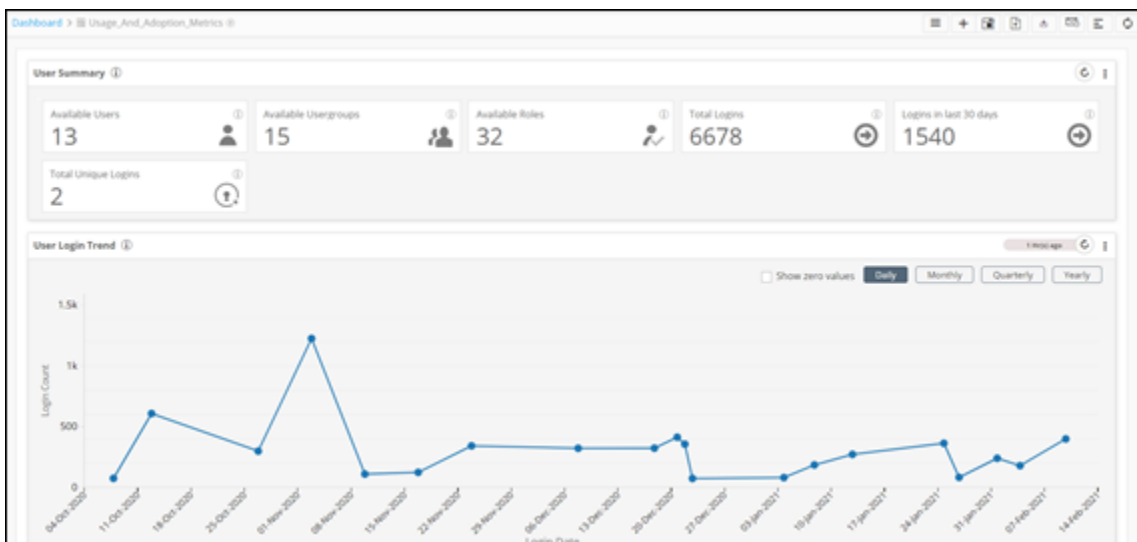 Dashboard > Usage_And_Adoption_Metrics
User Summary
Available Users
13
Available Usergroups
15
Available Roles
32
Total Logins
6678
Logins in last 30 days
1540
Total Unique Logins
2
User Login Trend
ago
Show zero values
Daily
Monthly
Quarterly
Yearly
1.5k
1k
500
0
Login Count
04-Oct-2020
11-Oct-2020
18-Oct-2020
25-Oct-2020
01-Nov-2020
08-Nov-2020
15-Nov-2020
22-Nov-2020
29-Nov-2020
06-Dec-2020
13-Dec-2020
20-Dec-2020
27-Dec-2020
03-Jan-2021
10-Jan-2021
17-Jan-2021
24-Jan-2021
31-Jan-2021
07-Feb-2021
14-Feb-2021
Login Date